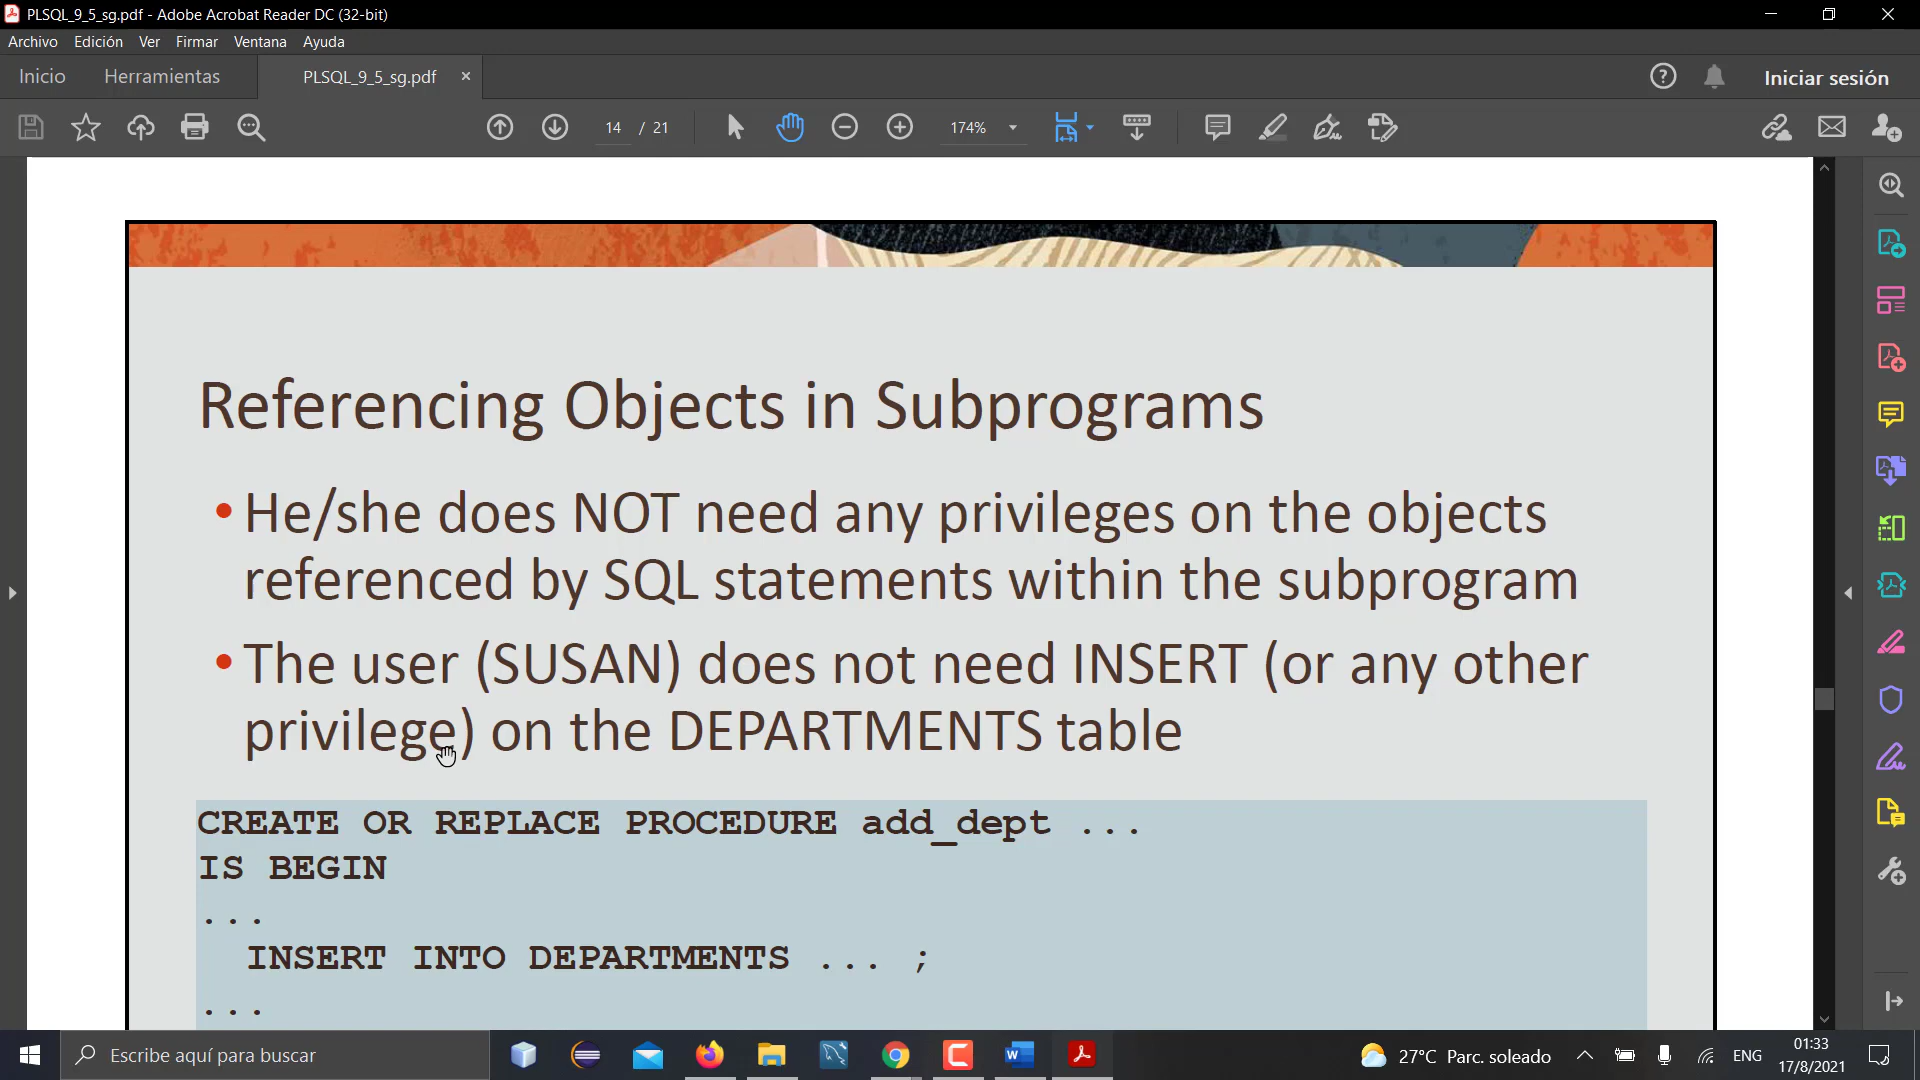 PLSQL_9_5_sg.pdf - Adobe Acrobat Reader DC (32-bit)
Archivo Edición Ver Firmar Ventana Ayuda
Inicio Herramientas PLSQL_9_5_sg.pdf × Iniciar sesión
14 / 21 174%
Referencing Objects in Subprograms
• He/she does NOT need any privileges on the objects
referenced by SQL statements within the subprogram
• The user (SUSAN) does not need INSERT (or any other
privilege) on the DEPARTMENTS table
CREATE OR REPLACE PROCEDURE add_dept ...
IS BEGIN
...
INSERT INTO DEPARTMENTS ... ;
...
Escribe aquí para buscar
27°C Parc. soleado
ENG
01:33
17/8/2021